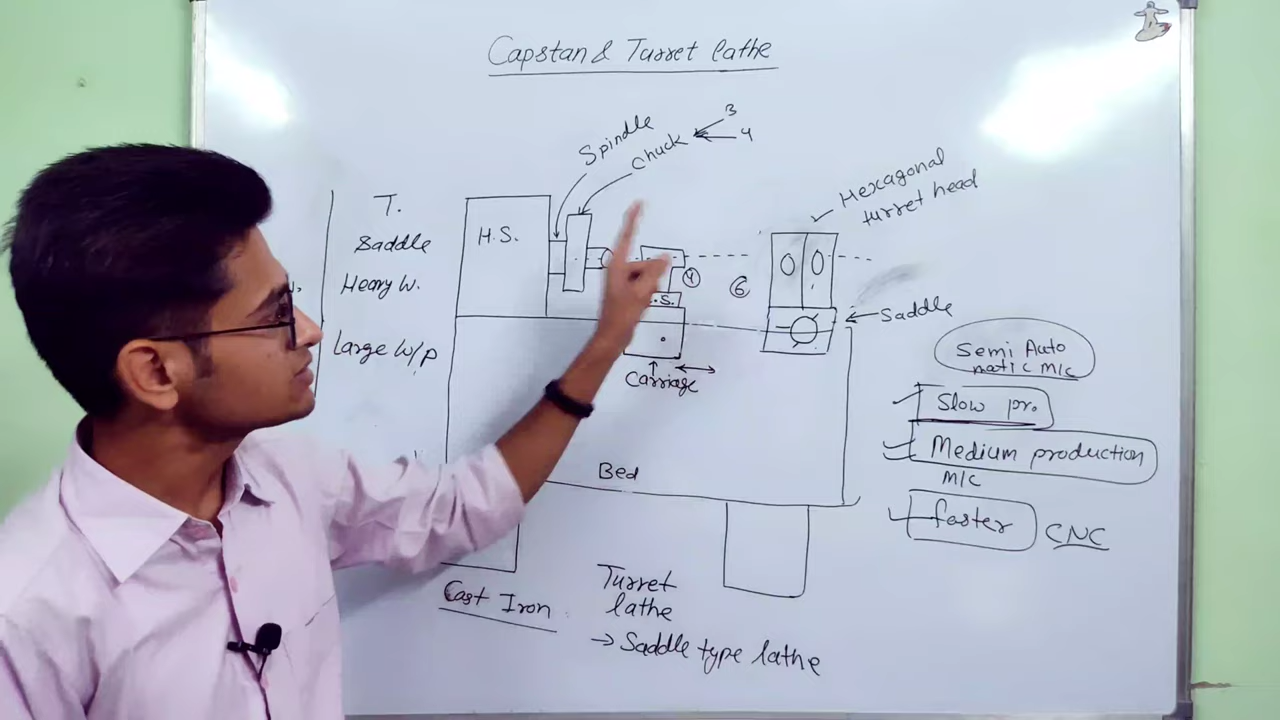 Capstan & Turret lathe
Spindle
Chuck
3
4
Hexagonal
turret head
T.
Saddle
Heavy W.
Large W/p
H.S.
4
6
.S.
Saddle
Carriage
Semi Auto
matic M/C
Slow pr.
Medium production
M/C
faster
CNC
Bed
Cast Iron
Turret
lathe
→ Saddle type lathe